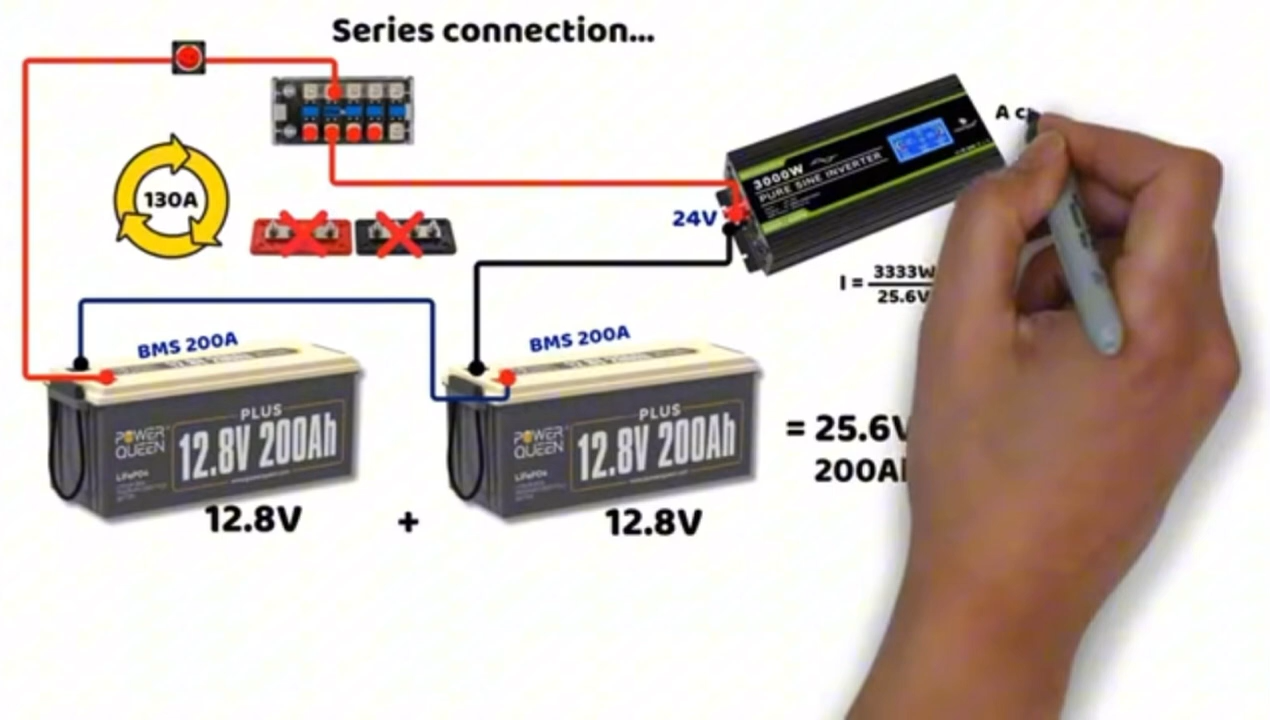 Series connection...
130A
3000W
PURE SINE INVERTER
A c
24V
I = 3333W
25.6V
BMS 200A
BMS 200A
PLUS
POWER
QUEEN
12.8V 200Ah
LiFePO4
PLUS
POWER
QUEEN
12.8V 200Ah
LiFePO4
= 25.6V
200A
12.8V
+
12.8V